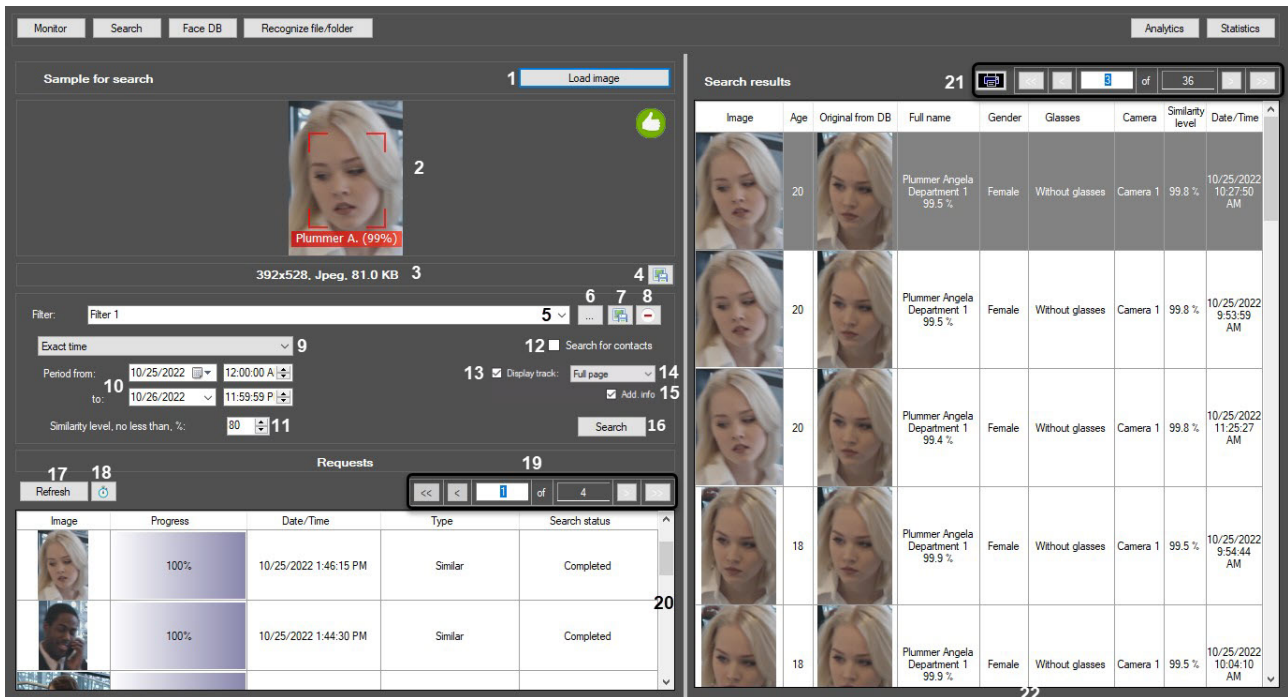 Monitor Search Face DB Recognize file/folder Analytics Statistics
Sample for search 1 Load image
2
Plummer A. (99%)
392x528, Jpeg, 81.0 KB 3 4
6 7 8
Filter: Filter 1 5 ...
Exact time 9 12 Search for contacts
Period from: 10/25/2022 12:00:00 A 13 Display track: Full page 14
10
to: 10/26/2022 11:59:59 P Add. info 15
Similarity level, no less than, %: 80 11 Search 16
Requests 19
17 18
Refresh << < 1 of 4 > >>
Image Progress Date/Time Type Search status
100% 10/25/2022 1:46:15 PM Similar Completed
20
100% 10/25/2022 1:44:30 PM Similar Completed
Search results 21 << < 3 of 36 > >>
Image Age Original from DB Full name Gender Glasses Camera Similarity level Date/Time
20 Plummer Angela Department 1 99.5 % Female Without glasses Camera 1 99.8 % 10/25/2022 10:27:50 AM
20 Plummer Angela Department 1 99.5 % Female Without glasses Camera 1 99.8 % 10/25/2022 9:53:59 AM
20 Plummer Angela Department 1 99.4 % Female Without glasses Camera 1 99.8 % 10/25/2022 11:25:27 AM
18 Plummer Angela Department 1 99.9 % Female Without glasses Camera 1 99.5 % 10/25/2022 9:54:44 AM
18 Plummer Angela Department 1 99.9 % Female Without glasses Camera 1 99.5 % 10/25/2022 10:04:10 AM
22